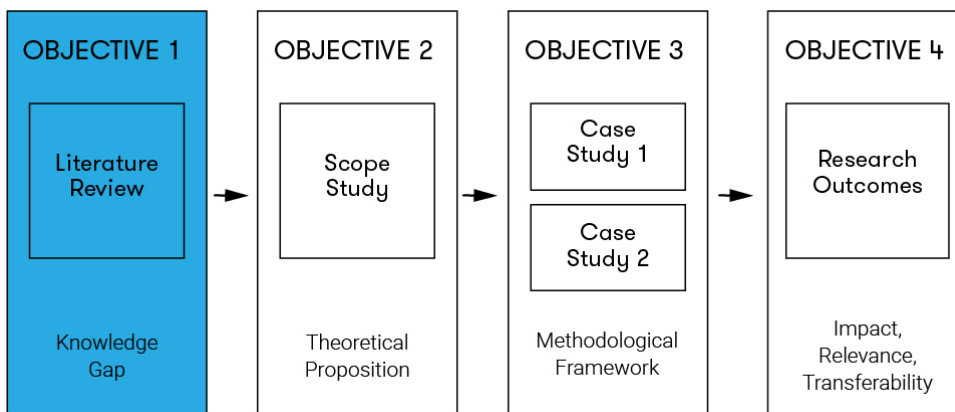 OBJECTIVE 1
Literature
Review
Knowledge
Gap
OBJECTIVE 2
Scope
Study
Theoretical
Proposition
OBJECTIVE 3
Case
Study 1
Case
Study 2
Methodological
Framework
OBJECTIVE 4
Research
Outcomes
Impact,
Relevance,
Transferability